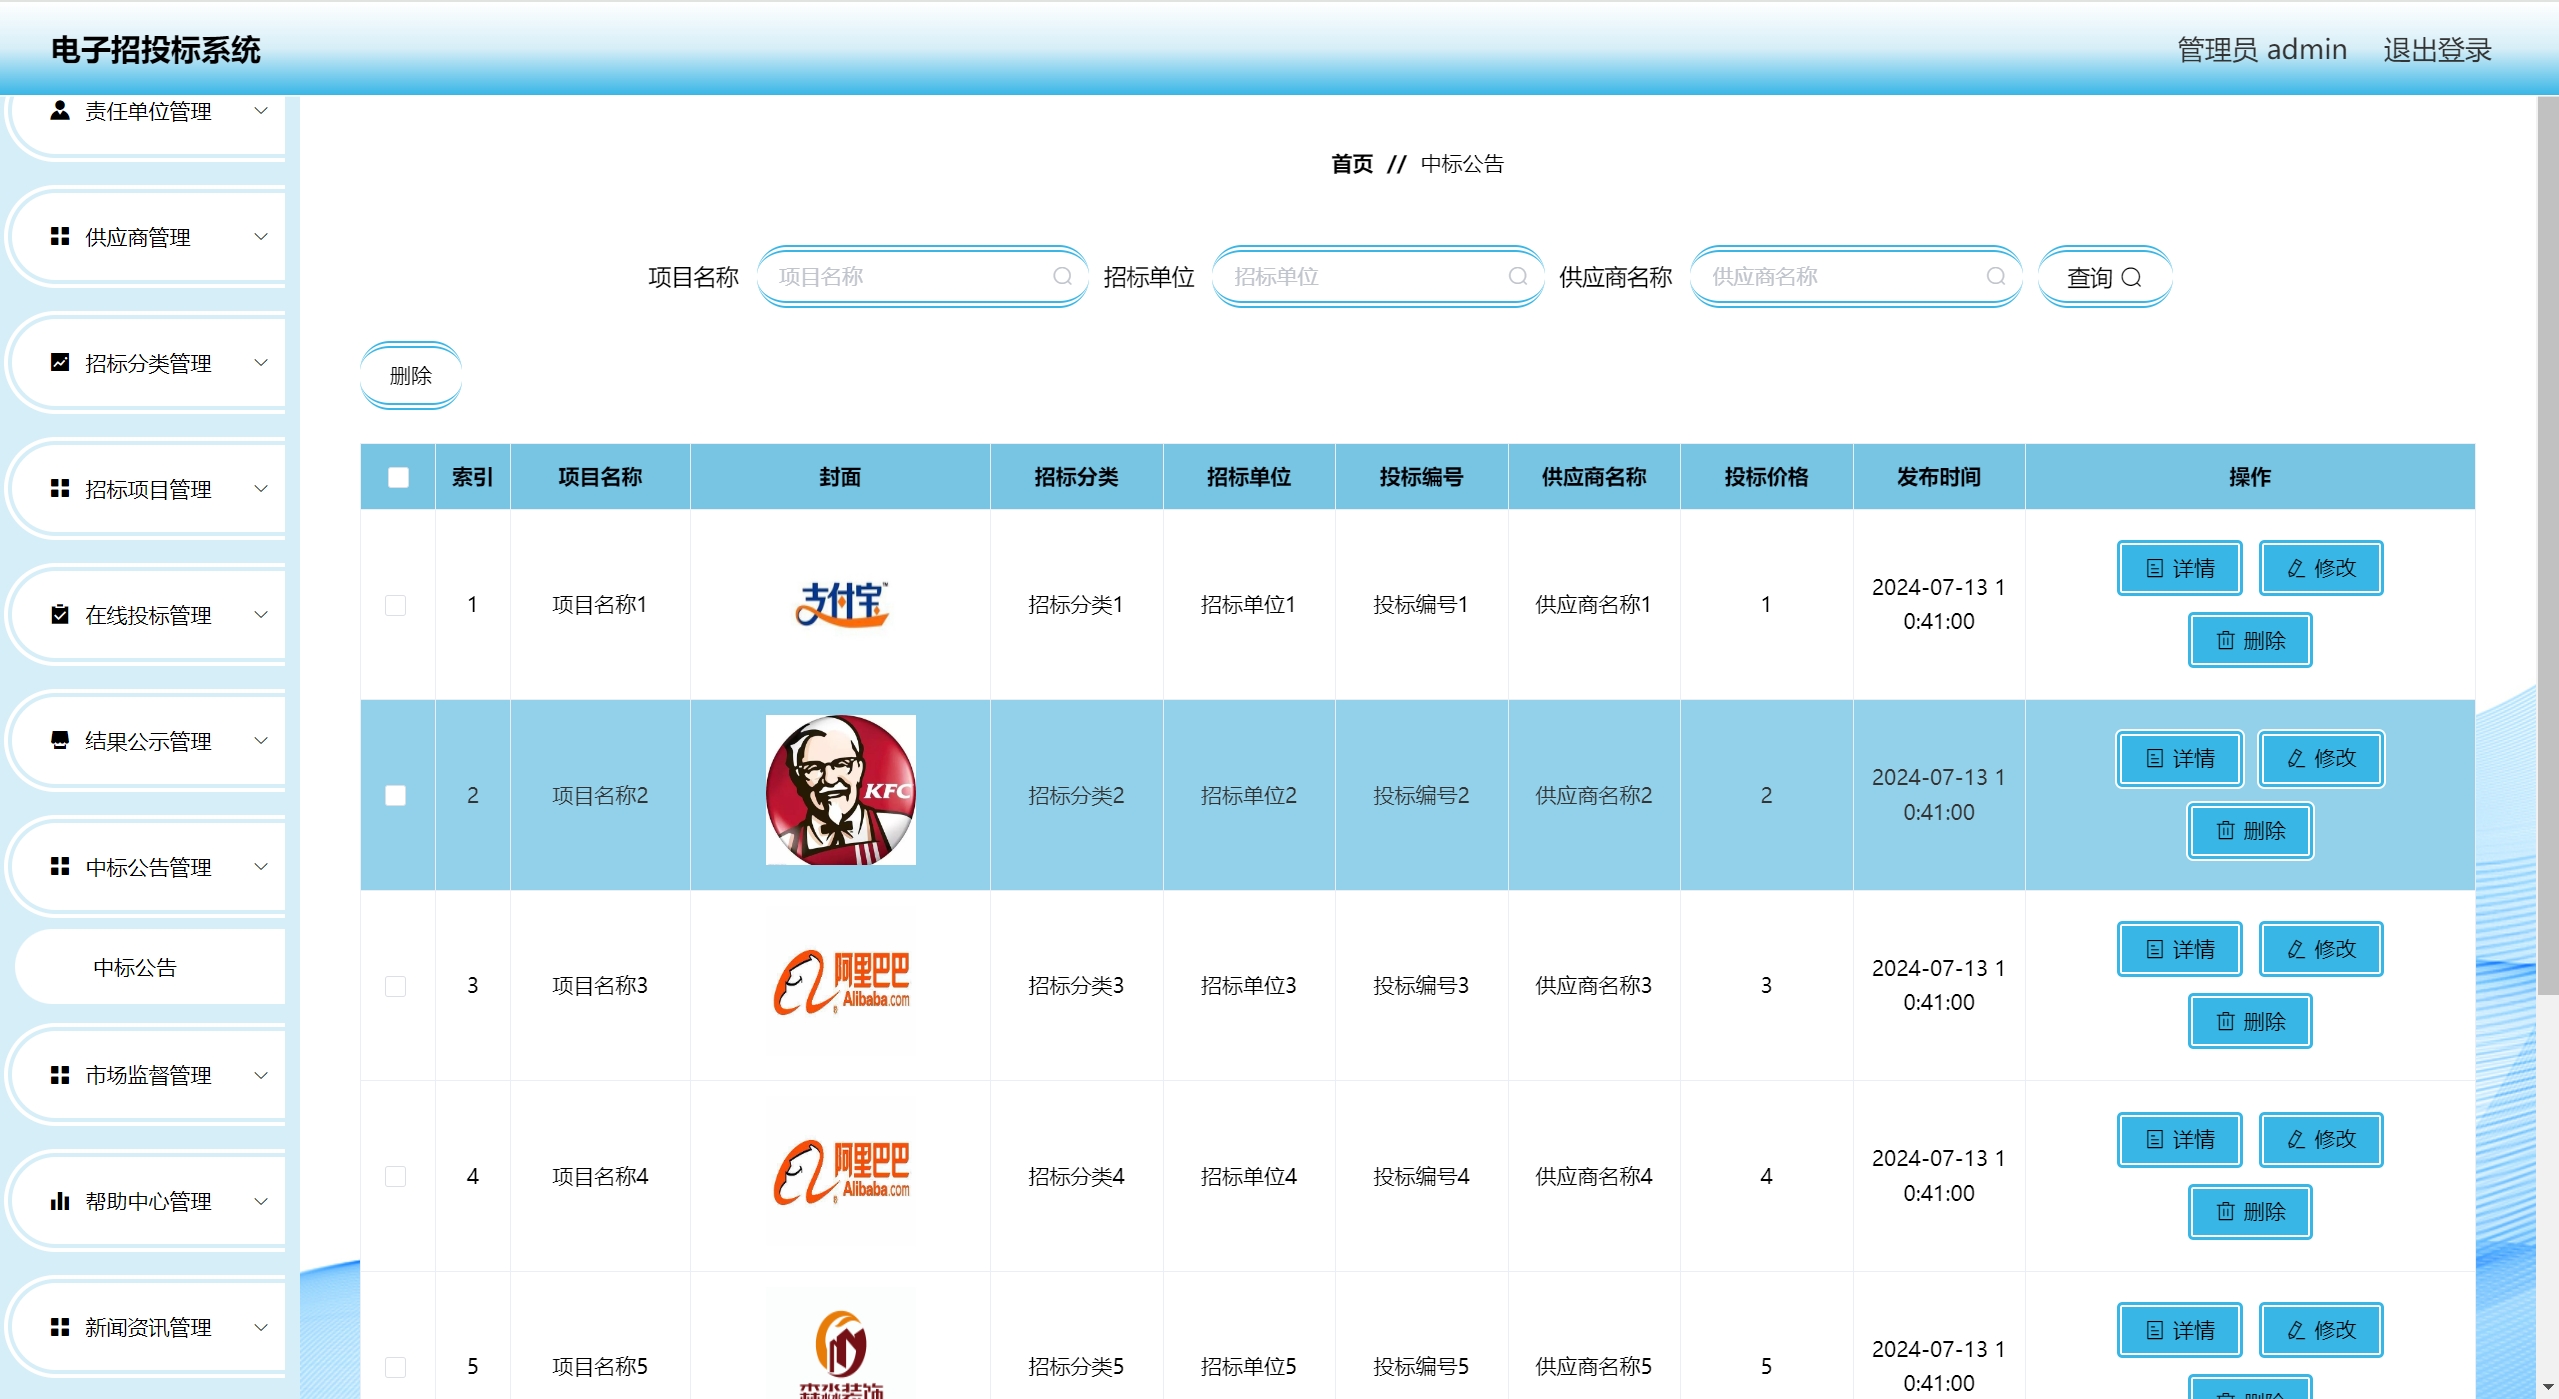 电子招投标系统
管理员 admin 退出登录
责任单位管理
供应商管理
招标分类管理
招标项目管理
在线投标管理
结果公示管理
中标公告管理
中标公告
市场监督管理
帮助中心管理
新闻资讯管理
首页 // 中标公告
项目名称 项目名称 招标单位 招标单位 供应商名称 供应商名称 查询
删除
索引 项目名称 封面 招标分类 招标单位 投标编号 供应商名称 投标价格 发布时间 操作
1 项目名称1 支付宝™ 招标分类1 招标单位1 投标编号1 供应商名称1 1 2024-07-13 1
0:41:00
详情 修改
删除
2 项目名称2 KFC 招标分类2 招标单位2 投标编号2 供应商名称2 2 2024-07-13 1
0:41:00
详情 修改
删除
3 项目名称3 阿里巴巴 招标分类3 招标单位3 投标编号3 供应商名称3 3 2024-07-13 1
Alibaba.com
0:41:00
详情 修改
删除
4 项目名称4 阿里巴巴 招标分类4 招标单位4 投标编号4 供应商名称4 4 2024-07-13 1
Alibaba.com
0:41:00
详情 修改
删除
5 项目名称5 招标分类5 招标单位5 投标编号5 供应商名称5 5 2024-07-13 1
0:41:00
详情 修改
删除